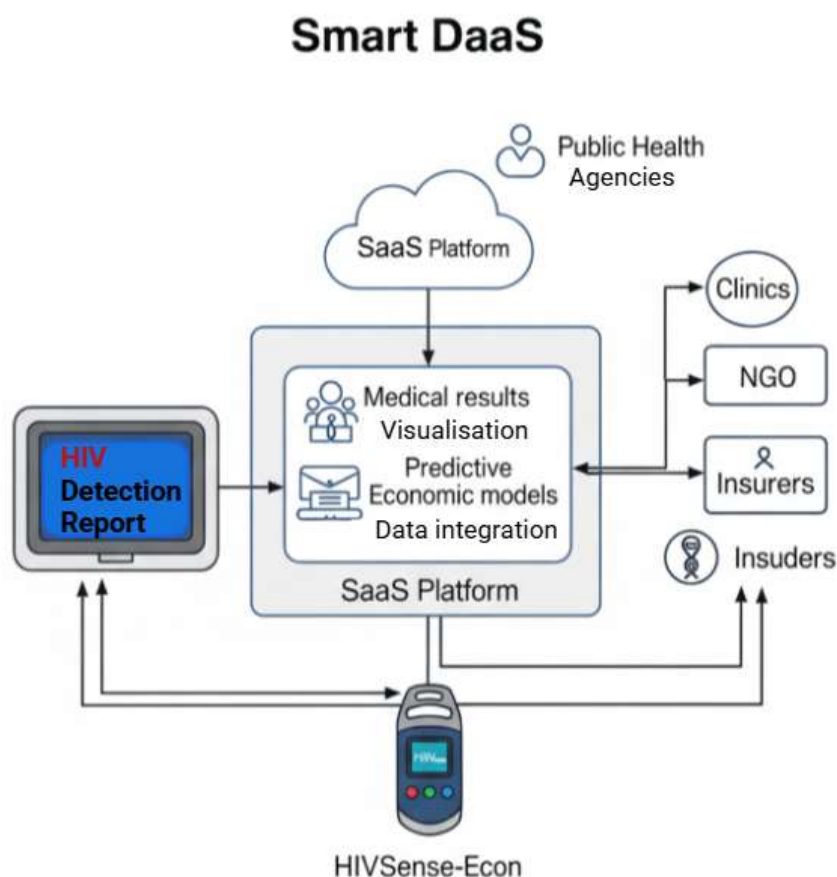 Smart DaaS
Public Health
Agencies
SaaS Platform
Clinics
Medical results
Visualisation
NGO
HIV
Detection
Report
Predictive
Economic models
Data integration
Insurers
Insuders
SaaS Platform
HIVSense-Econ